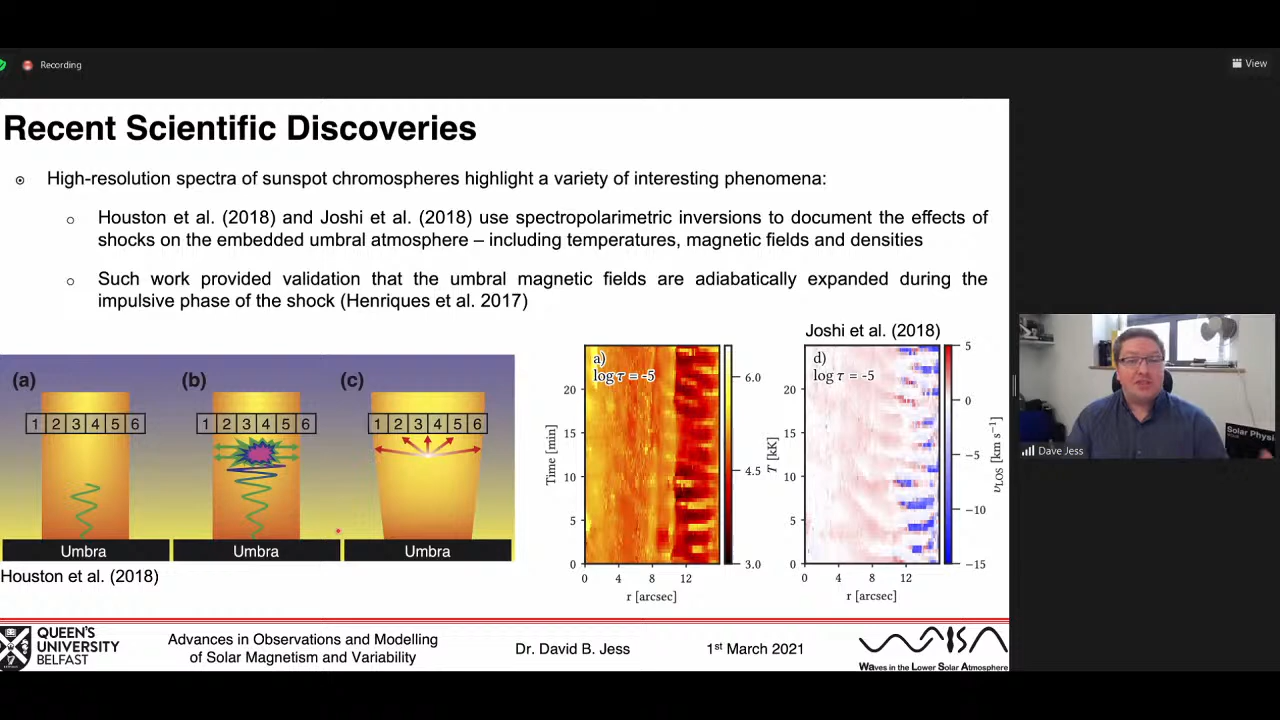 Recording
View
Recent Scientific Discoveries
High-resolution spectra of sunspot chromospheres highlight a variety of interesting phenomena:
Houston et al. (2018) and Joshi et al. (2018) use spectropolarimetric inversions to document the effects of
shocks on the embedded umbral atmosphere – including temperatures, magnetic fields and densities
Such work provided validation that the umbral magnetic fields are adiabatically expanded during the
impulsive phase of the shock (Henriques et al. 2017)
(a)
1 2 3 4 5 6
Umbra
(b)
1 2 3 4 5 6
Umbra
(c)
1 2 3 4 5 6
Umbra
Houston et al. (2018)
Joshi et al. (2018)
a)
log τ = -5
Time [min]
20
15
10
5
0
0 4 8 12
r [arcsec]
6.0
4.5
3.0
T [kK]
d)
log τ = -5
20
15
10
5
0
0 4 8 12
r [arcsec]
5
0
−5
−10
−15
υLOS [km s⁻¹]
Solar Physi
Dave Jess
QUEEN'S
UNIVERSITY
BELFAST
Advances in Observations and Modelling
of Solar Magnetism and Variability
Dr. David B. Jess
1st March 2021
Waves in the Lower Solar Atmosphere